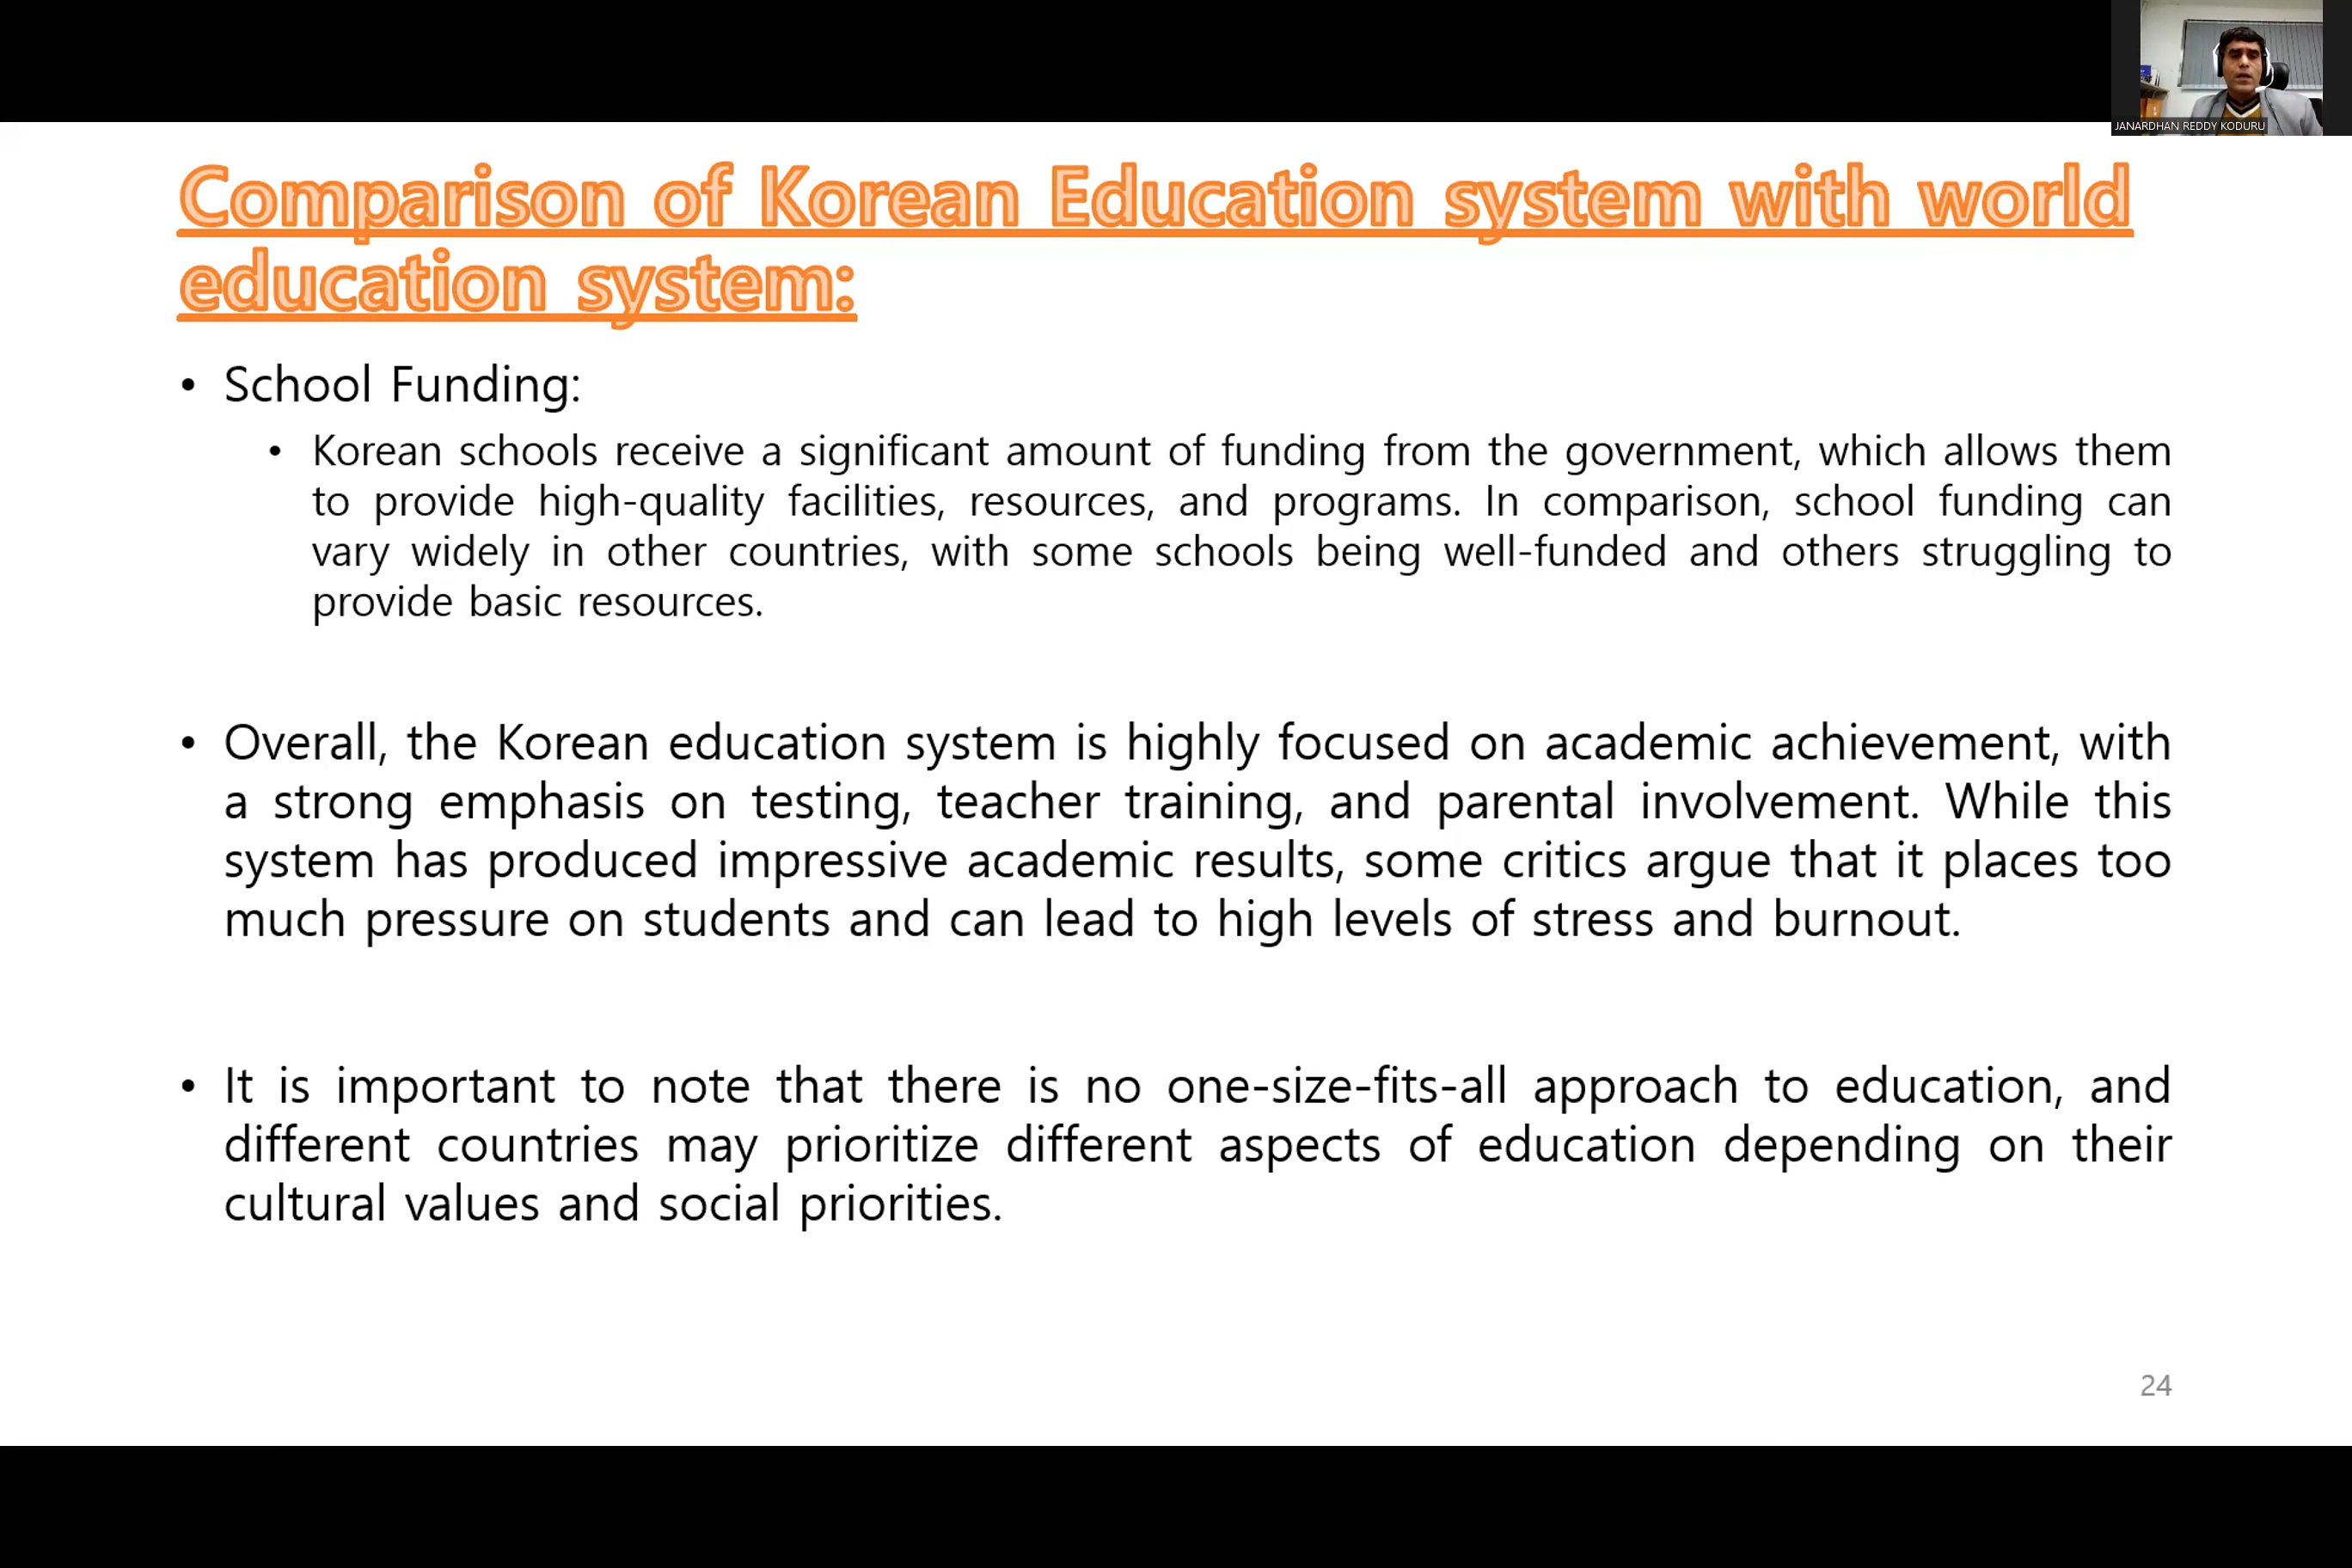 JANARDHAN REDDY KODURU
Comparison of Korean Education system with world
education system:
• School Funding:
• Korean schools receive a significant amount of funding from the government, which allows them
to provide high-quality facilities, resources, and programs. In comparison, school funding can
vary widely in other countries, with some schools being well-funded and others struggling to
provide basic resources.
• Overall, the Korean education system is highly focused on academic achievement, with
a strong emphasis on testing, teacher training, and parental involvement. While this
system has produced impressive academic results, some critics argue that it places too
much pressure on students and can lead to high levels of stress and burnout.
• It is important to note that there is no one-size-fits-all approach to education, and
different countries may prioritize different aspects of education depending on their
cultural values and social priorities.
24